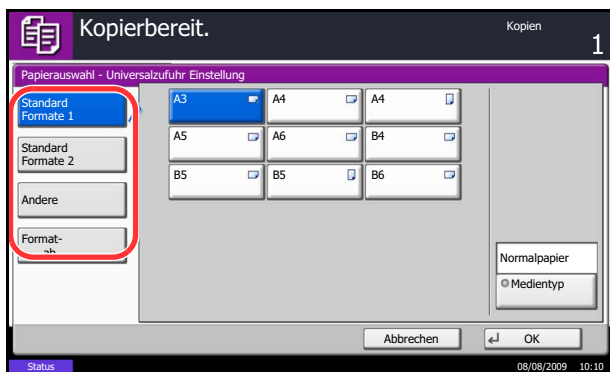 Kopierbereit.
Kopien
1
Papierauswahl - Universalzufuhr Einstellung
Standard
Formate 1
Standard
Formate 2
Andere
Format-
A3
A4
A4
A5
A6
B4
B5
B5
B6
Normalpapier
Medientyp
Abbrechen
OK
Status
08/08/2009 10:10